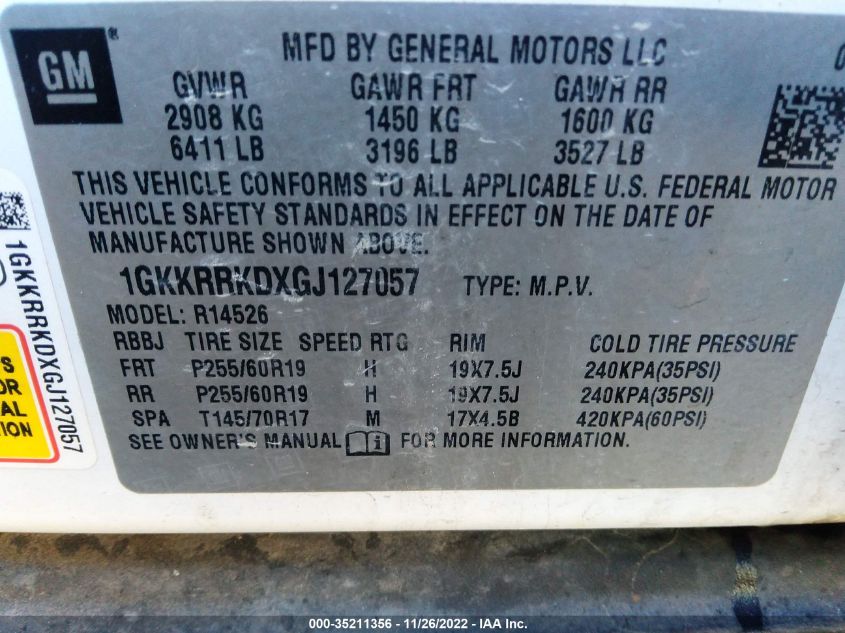 GM®
MFD BY GENERAL MOTORS LLC 0
GVWR GAWR FRT GAWR RR
2908 KG 1450 KG 1600 KG
6411 LB 3196 LB 3527 LB
THIS VEHICLE CONFORMS TO ALL APPLICABLE U.S. FEDERAL MOTOR
VEHICLE SAFETY STANDARDS IN EFFECT ON THE DATE OF
MANUFACTURE SHOWN ABOVE.
1GKKRRKDXGJ127057 TYPE: M.P.V.
MODEL: R14526
RBBJ TIRE SIZE SPEED RTG RIM COLD TIRE PRESSURE
FRT P255/60R19 H 19X7.5J 240KPA(35PSI)
RR P255/60R19 H 19X7.5J 240KPA(35PSI)
SPA T145/70R17 M 17X4.5B 420KPA(60PSI)
SEE OWNER'S MANUAL i FOR MORE INFORMATION.
1GKKRRKDXGJ127057
S
OR
AL
TION
000-35211356 - 11/26/2022 - IAA Inc.